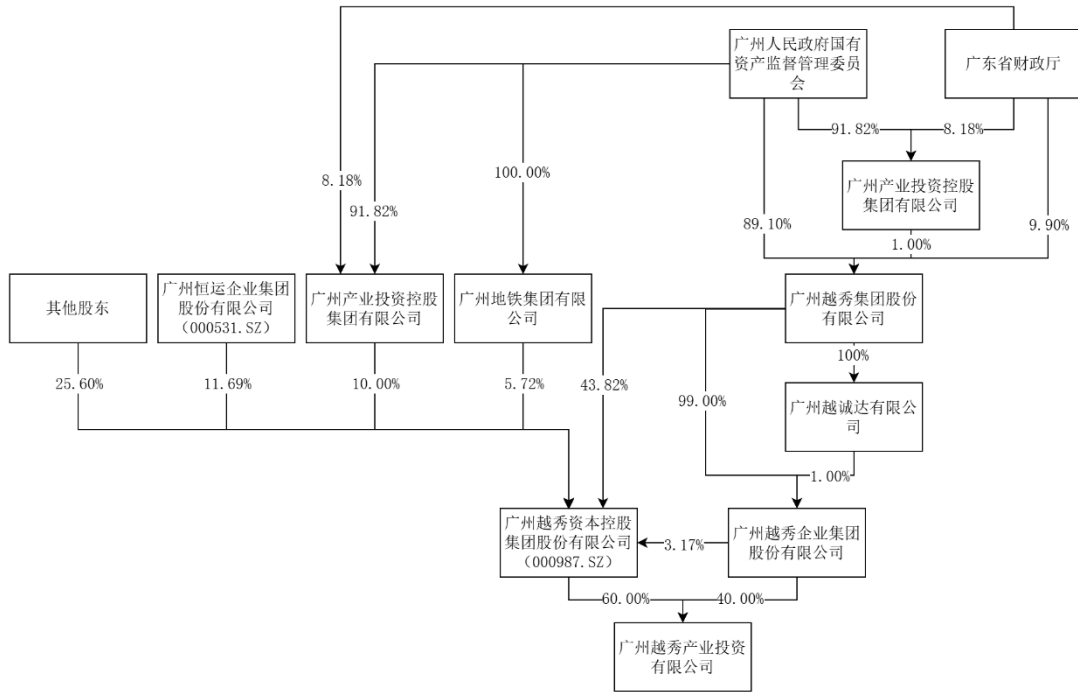 广州人民政府国有
资产监督管理委员
会
广东省财政厅
91.82%
8.18%
8.18%
100.00%
广州产业投资控股
集团有限公司
91.82%
89.10%
9.90%
1.00%
其他股东
广州恒运企业集团
股份有限公司
（000531.SZ）
广州产业投资控股
集团有限公司
广州地铁集团有限
公司
广州越秀集团股份
有限公司
100%
25.60%
11.69%
10.00%
5.72%
43.82%
99.00%
广州越诚达有限公
司
1.00%
广州越秀资本控股
集团股份有限公司
（000987.SZ）
3.17%
广州越秀企业集团
股份有限公司
60.00%
40.00%
广州越秀产业投资
有限公司